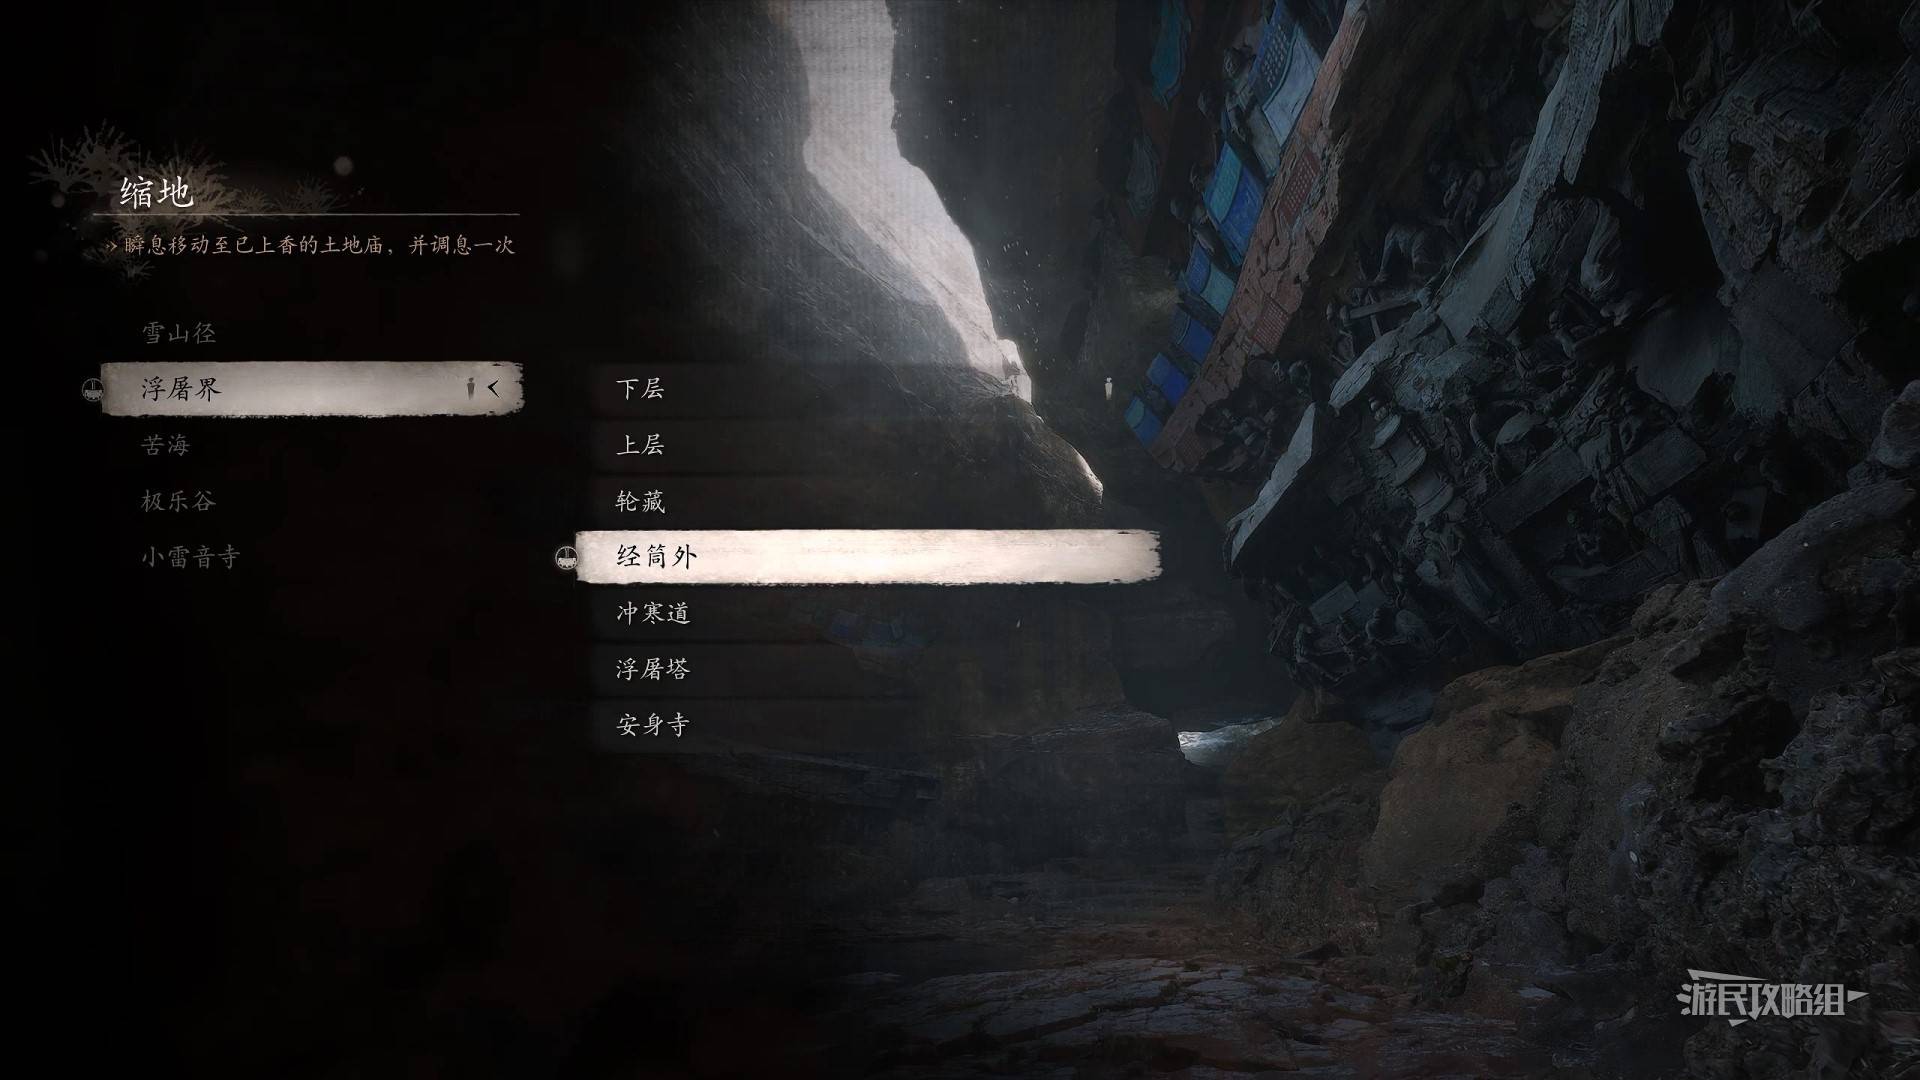 缩地
瞬息移动至已上香的土地庙，并调息一次
雪山径
浮屠界
苦海
极乐谷
小雷音寺
下层
上层
轮藏
经筒外
冲寒道
浮屠塔
安身寺
游民攻略组